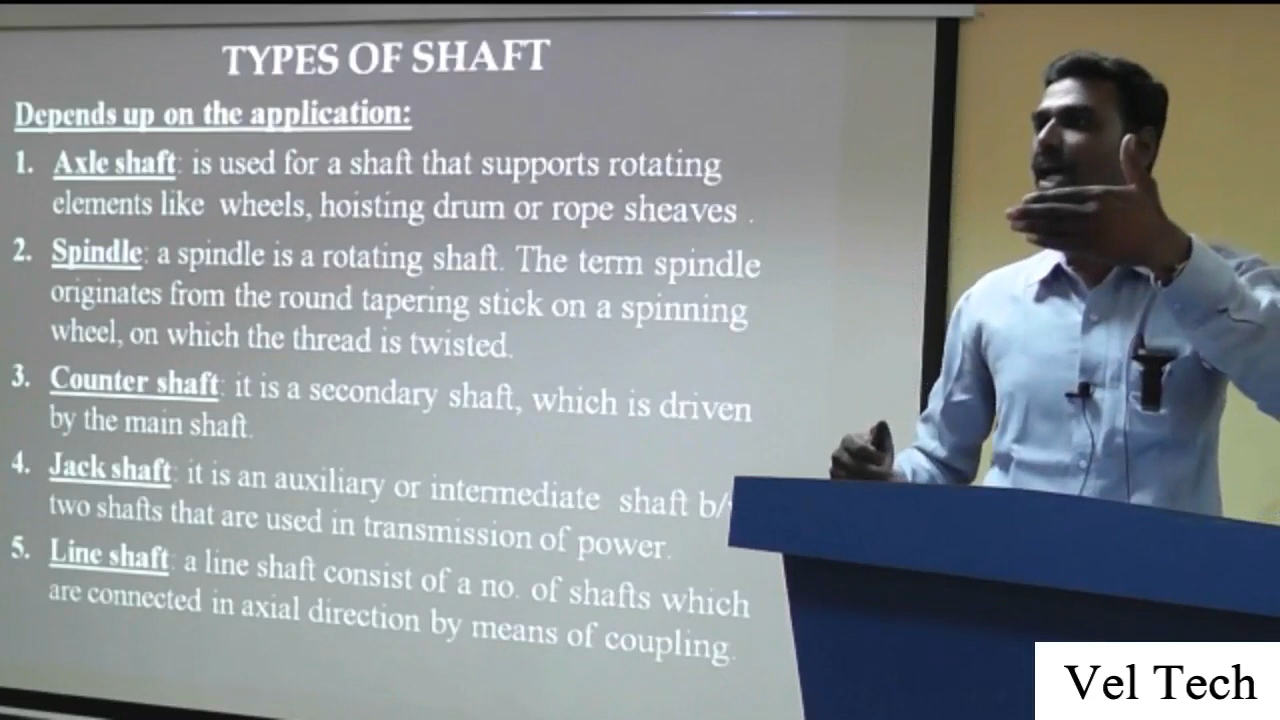 TYPES OF SHAFT
Depends up on the application:
1. Axle shaft: is used for a shaft that supports rotating
elements like wheels, hoisting drum or rope sheaves .
2. Spindle: a spindle is a rotating shaft. The term spindle
originates from the round tapering stick on a spinning
wheel, on which the thread is twisted.
3. Counter shaft: it is a secondary shaft, which is driven
by the main shaft.
4. Jack shaft: it is an auxiliary or intermediate shaft
two shafts that are used in transmission of power.
5. Line shaft: a line shaft consist of a no. of shafts which
are connected in axial direction by means of coupling.
Vel Tech